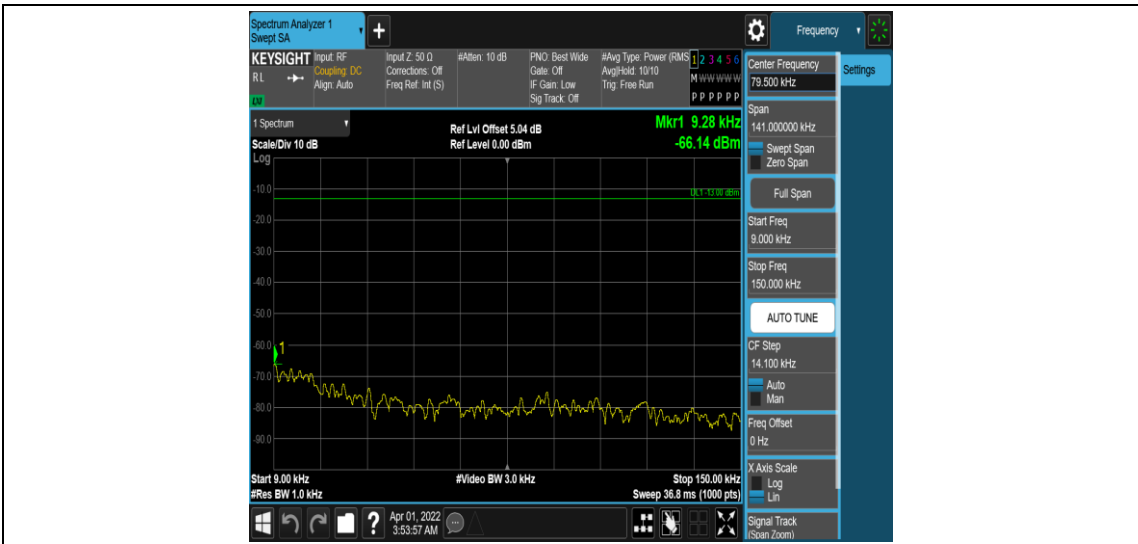 Spectrum Analyzer 1
Swept SA
+
Frequency
KEYSIGHT
RL
LXI
Input: RF
Coupling: DC
Align: Auto
Input Z: 50 Ω
Corrections: Off
Freq Ref: Int (S)
#Atten: 10 dB
PNO: Best Wide
Gate: Off
IF Gain: Low
Sig Track: Off
#Avg Type: Power (RMS
Avg|Hold: 10/10
Trig: Free Run
1 2 3 4 5 6
M W W W W W
P P P P P P
1 Spectrum
Scale/Div 10 dB
Log
Ref Lvl Offset 5.04 dB
Ref Level 0.00 dBm
Mkr1 9.28 kHz
-66.14 dBm
DL1 -13.00 dBm
-10.0
-20.0
-30.0
-40.0
-50.0
-60.0
1
-70.0
-80.0
-90.0
Start 9.00 kHz
#Video BW 3.0 kHz
Stop 150.00 kHz
#Res BW 1.0 kHz
Sweep 36.8 ms (1000 pts)
Center Frequency
79.500 kHz
Settings
Span
141.000000 kHz
Swept Span
Zero Span
Full Span
Start Freq
9.000 kHz
Stop Freq
150.000 kHz
AUTO TUNE
CF Step
14.100 kHz
Auto
Man
Freq Offset
0 Hz
X Axis Scale
Log
Lin
Signal Track
(Span Zoom)
?
Apr 01, 2022
3:53:57 AM